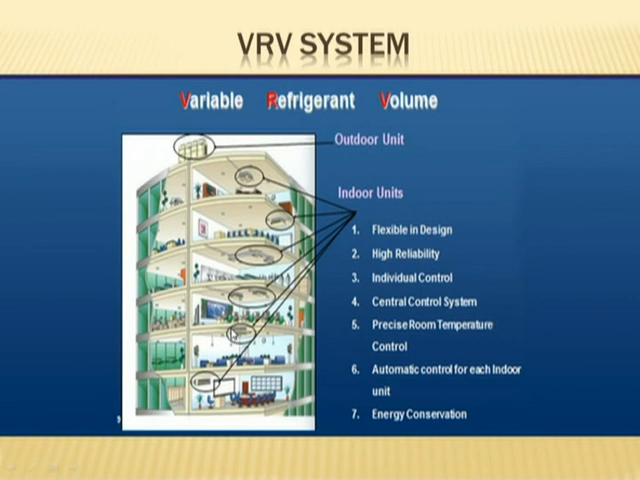 VRV SYSTEM
Variable Refrigerant Volume
Outdoor Unit
Indoor Units
1. Flexible in Design
2. High Reliability
3. Individual Control
4. Central Control System
5. Precise Room Temperature
Control
6. Automatic control for each Indoor
unit
7. Energy Conservation